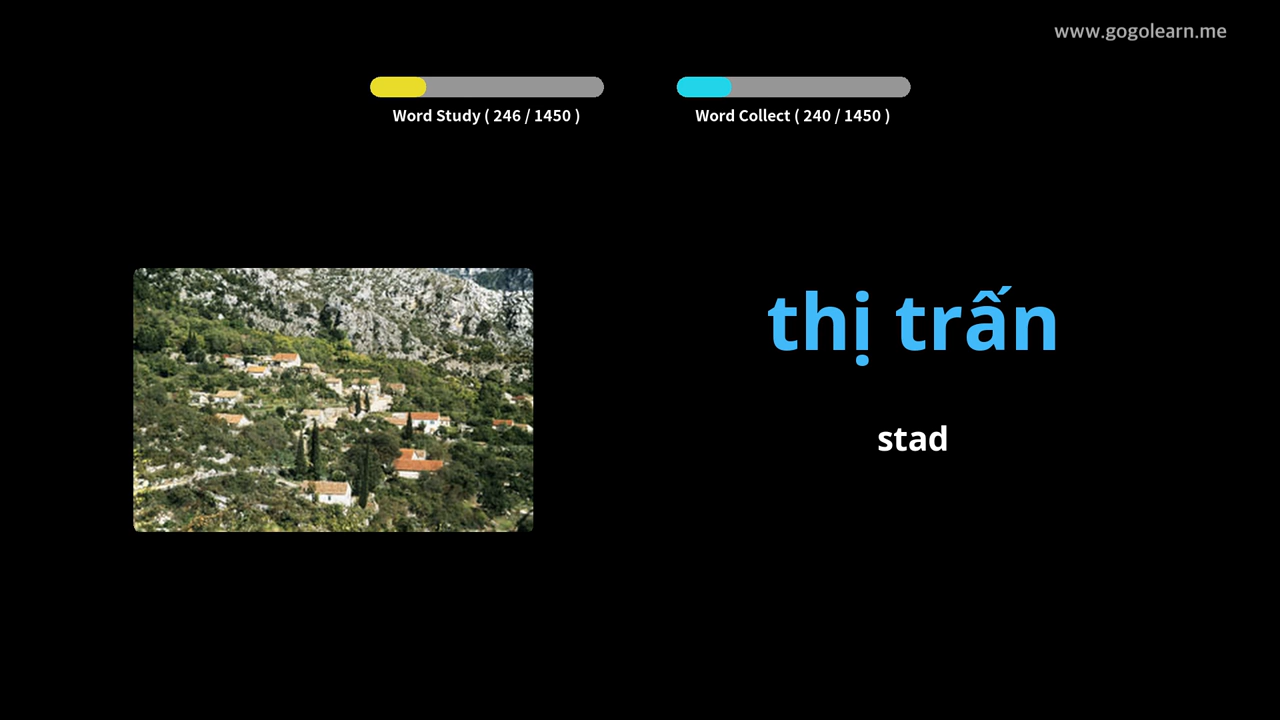 www.gogolearn.me
Word Study ( 246 / 1450 )
Word Collect ( 240 / 1450 )
thị trấn
stad